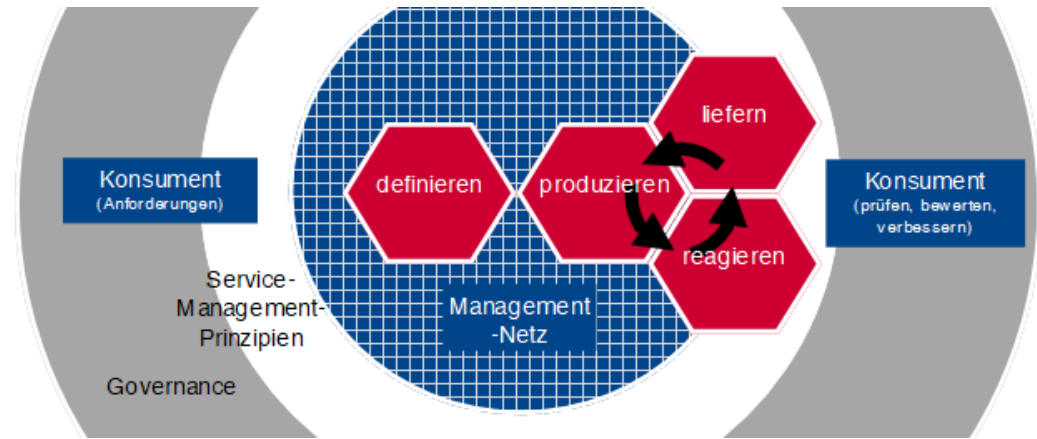 liefern
definieren
produzieren
Konsument
(Anforderungen)
Konsument
(prüfen, bewerten,
verbessern)
reagieren
Service-
Management-
Prinzipien
Management
-Netz
Governance